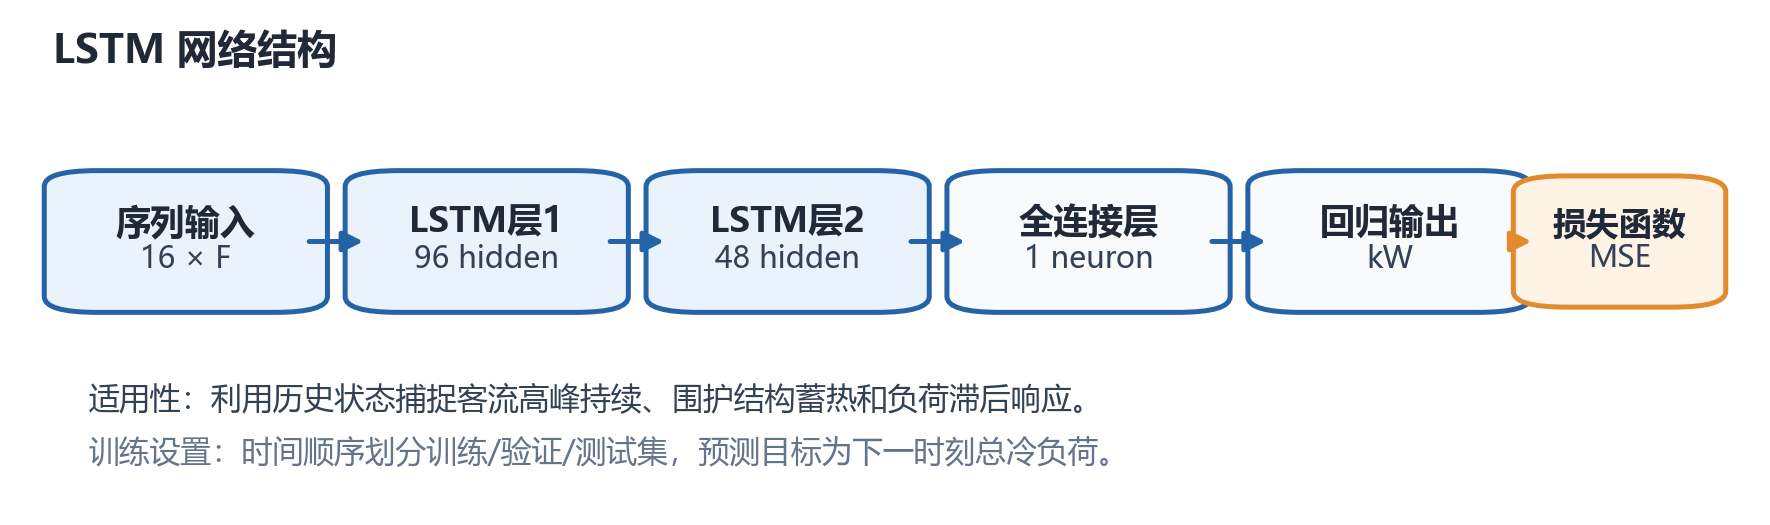 LSTM 网络结构
序列输入
16 × F
LSTM层1
96 hidden
LSTM层2
48 hidden
全连接层
1 neuron
回归输出
kW
损失函数
MSE
适用性：利用历史状态捕捉客流高峰持续、围护结构蓄热和负荷滞后响应。
训练设置：时间顺序划分训练/验证/测试集，预测目标为下一时刻总冷负荷。